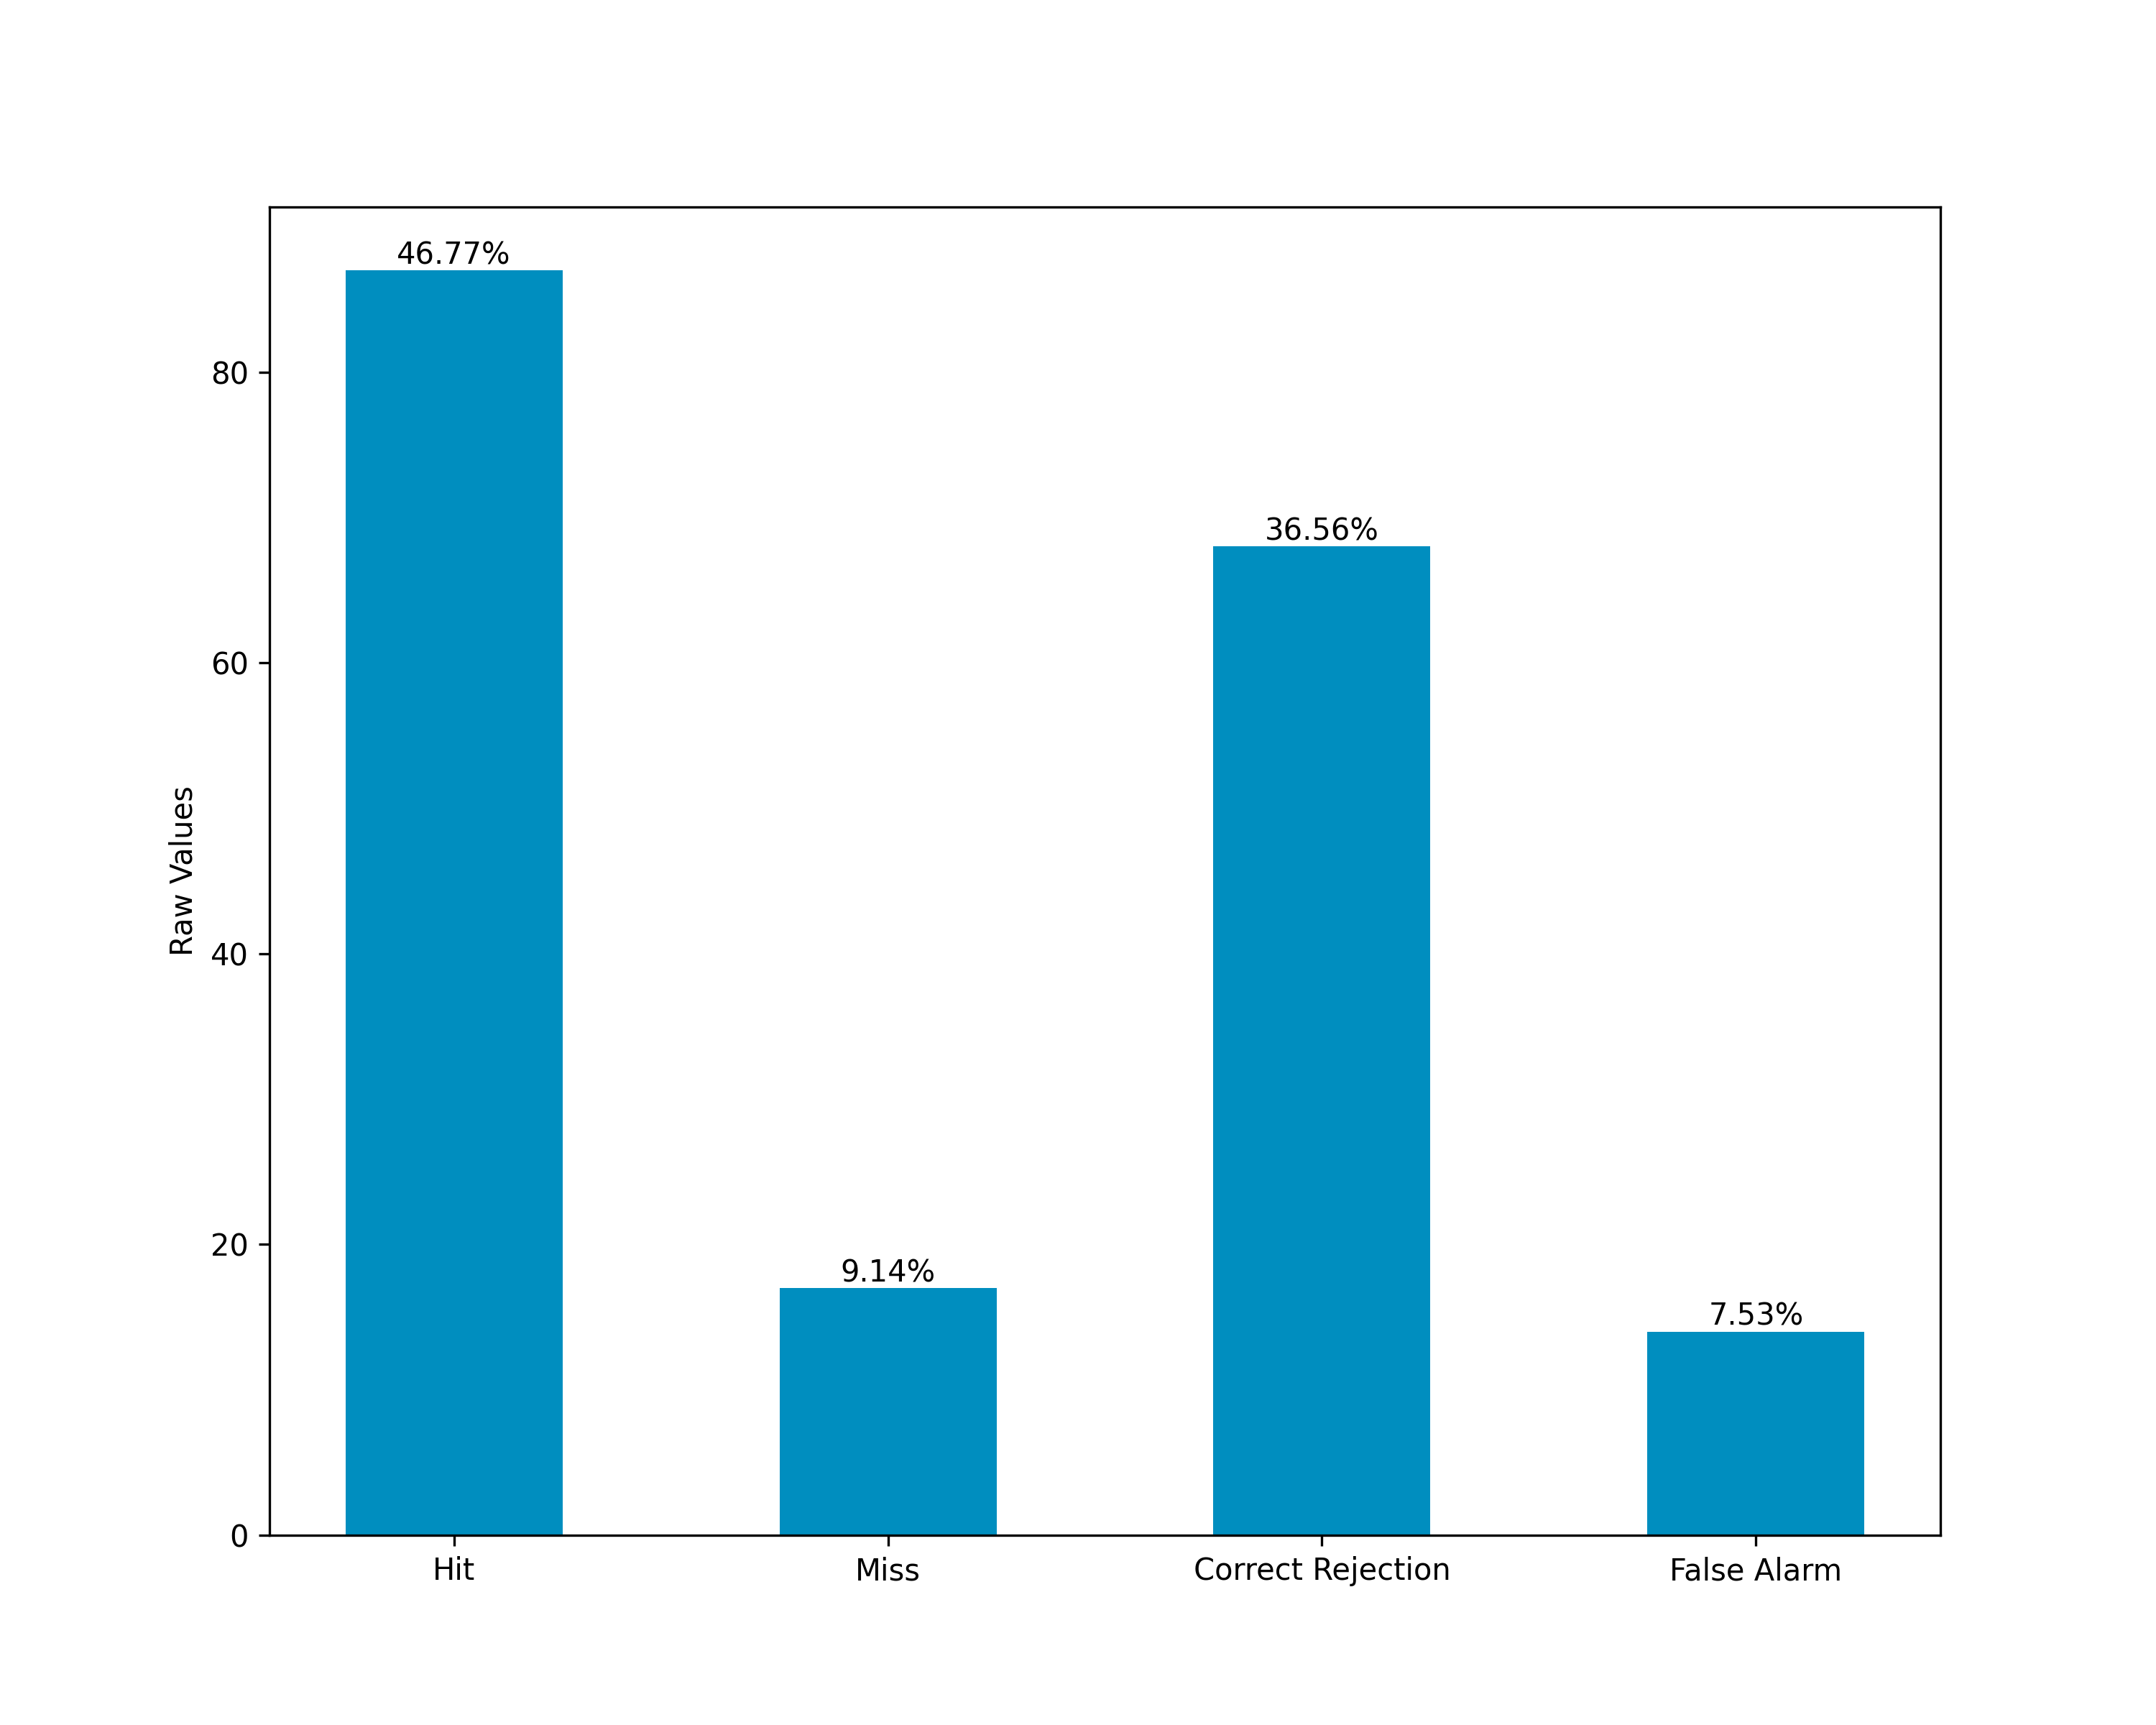 46.77%
80
36.56%
60
Raw Values
40
20
9.14%
7.53%
0
Hit
Miss
Correct Rejection
False Alarm